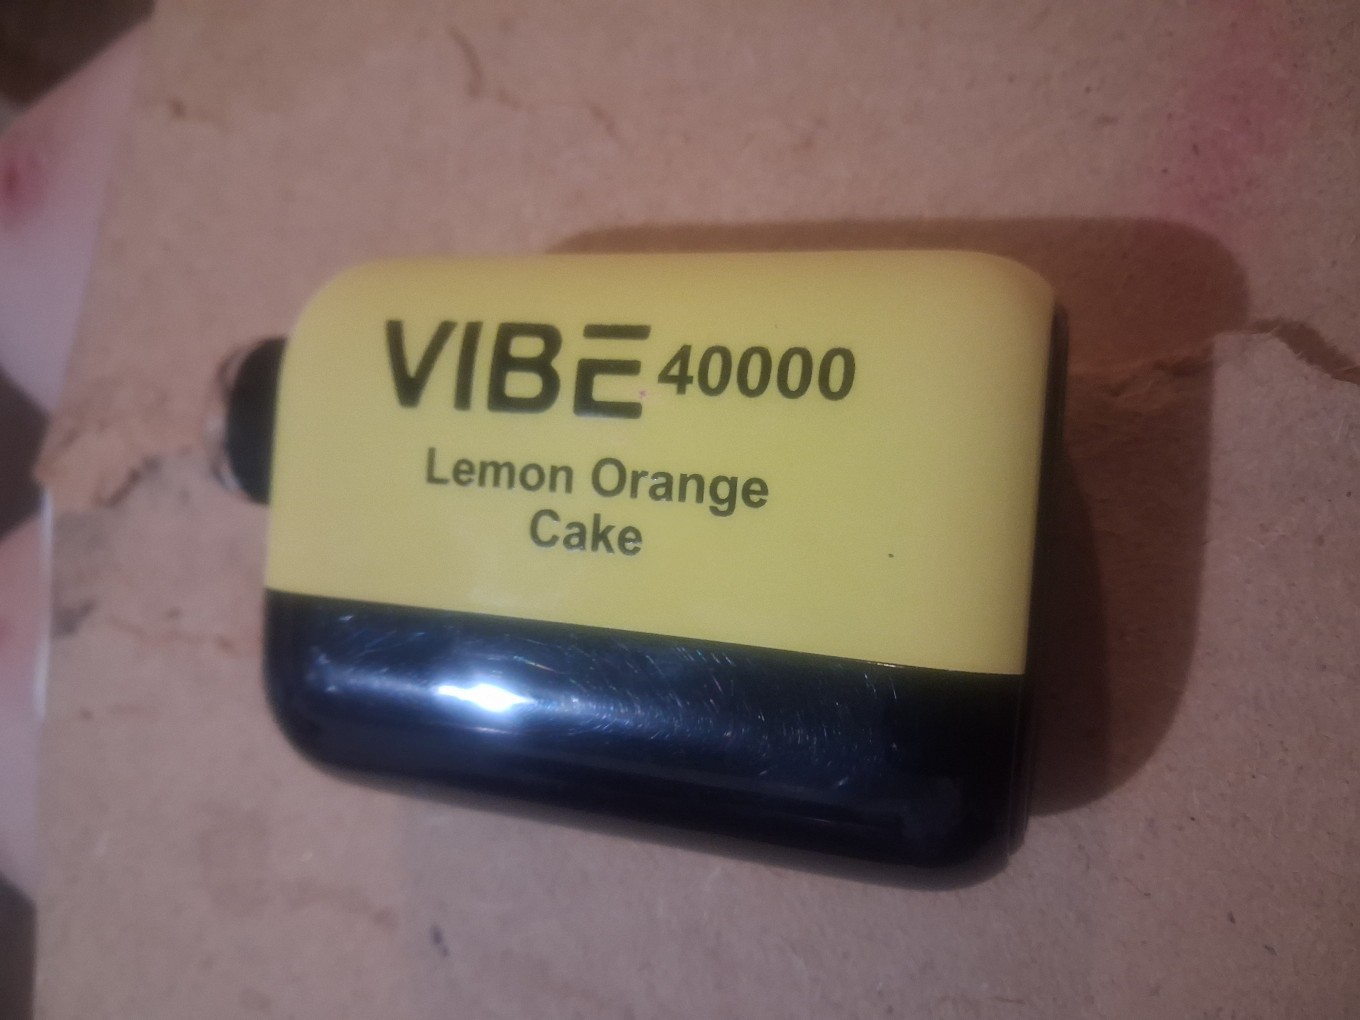 VIBE 40000
Lemon Orange
Cake